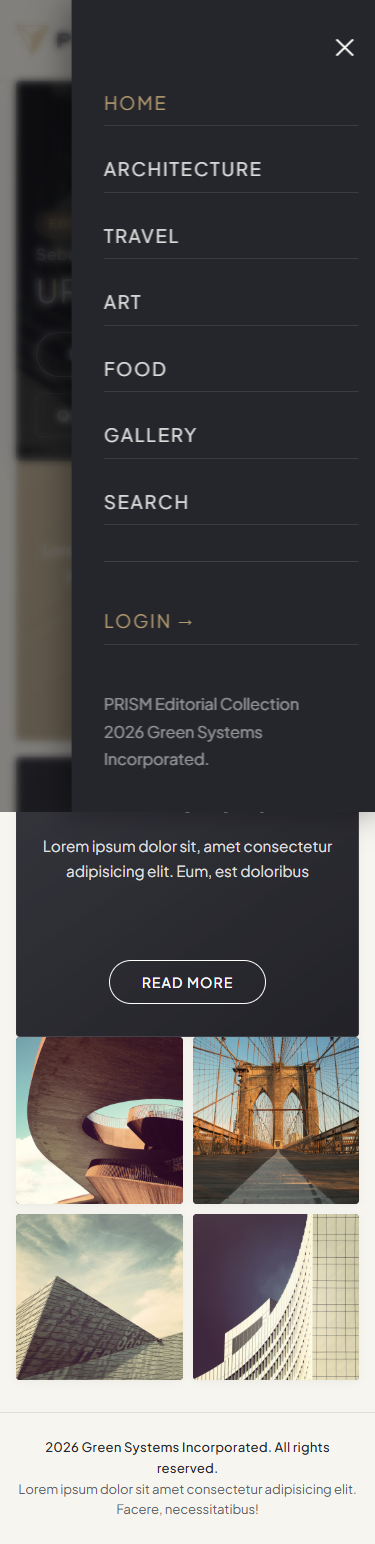 HOME
ARCHITECTURE
TRAVEL
ART
FOOD
GALLERY
SEARCH
LOGIN →
PRISM Editorial Collection
2026 Green Systems
Incorporated.
Lorem ipsum dolor sit, amet consectetur
adipisicing elit. Eum, est doloribus
READ MORE
2026 Green Systems Incorporated. All rights
reserved.
Lorem ipsum dolor sit amet consectetur adipisicing elit.
Facere, necessitatibus!